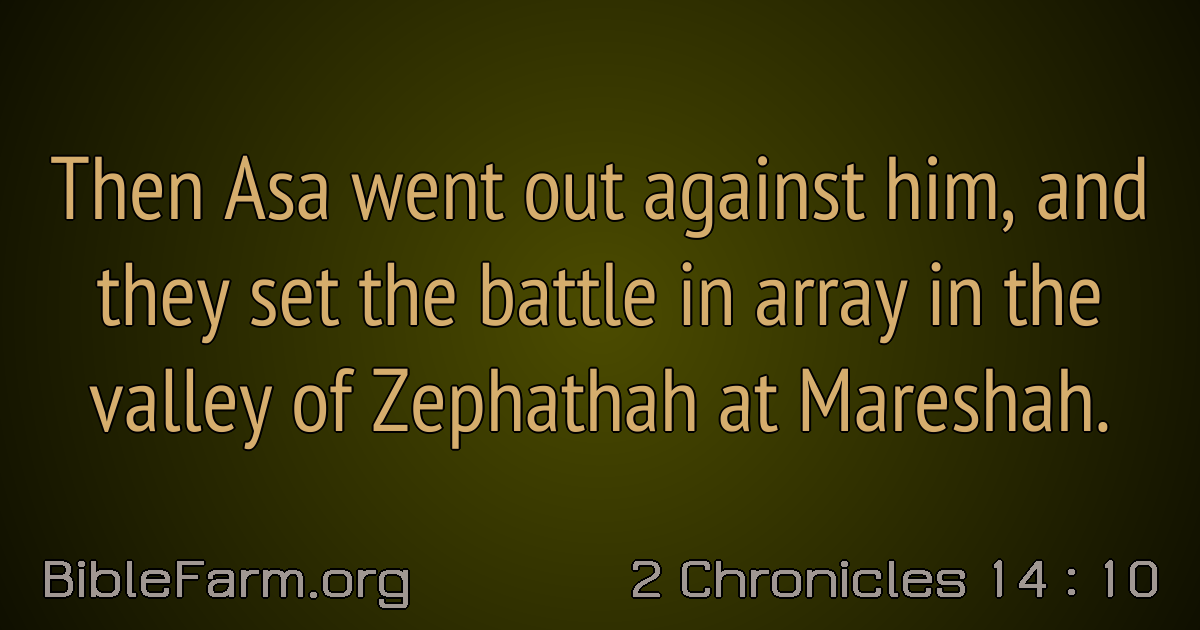 Then Asa went out against him, and
they set the battle in array in the
valley of Zephathah at Mareshah.
BibleFarm.org
2 Chronicles 14 : 10